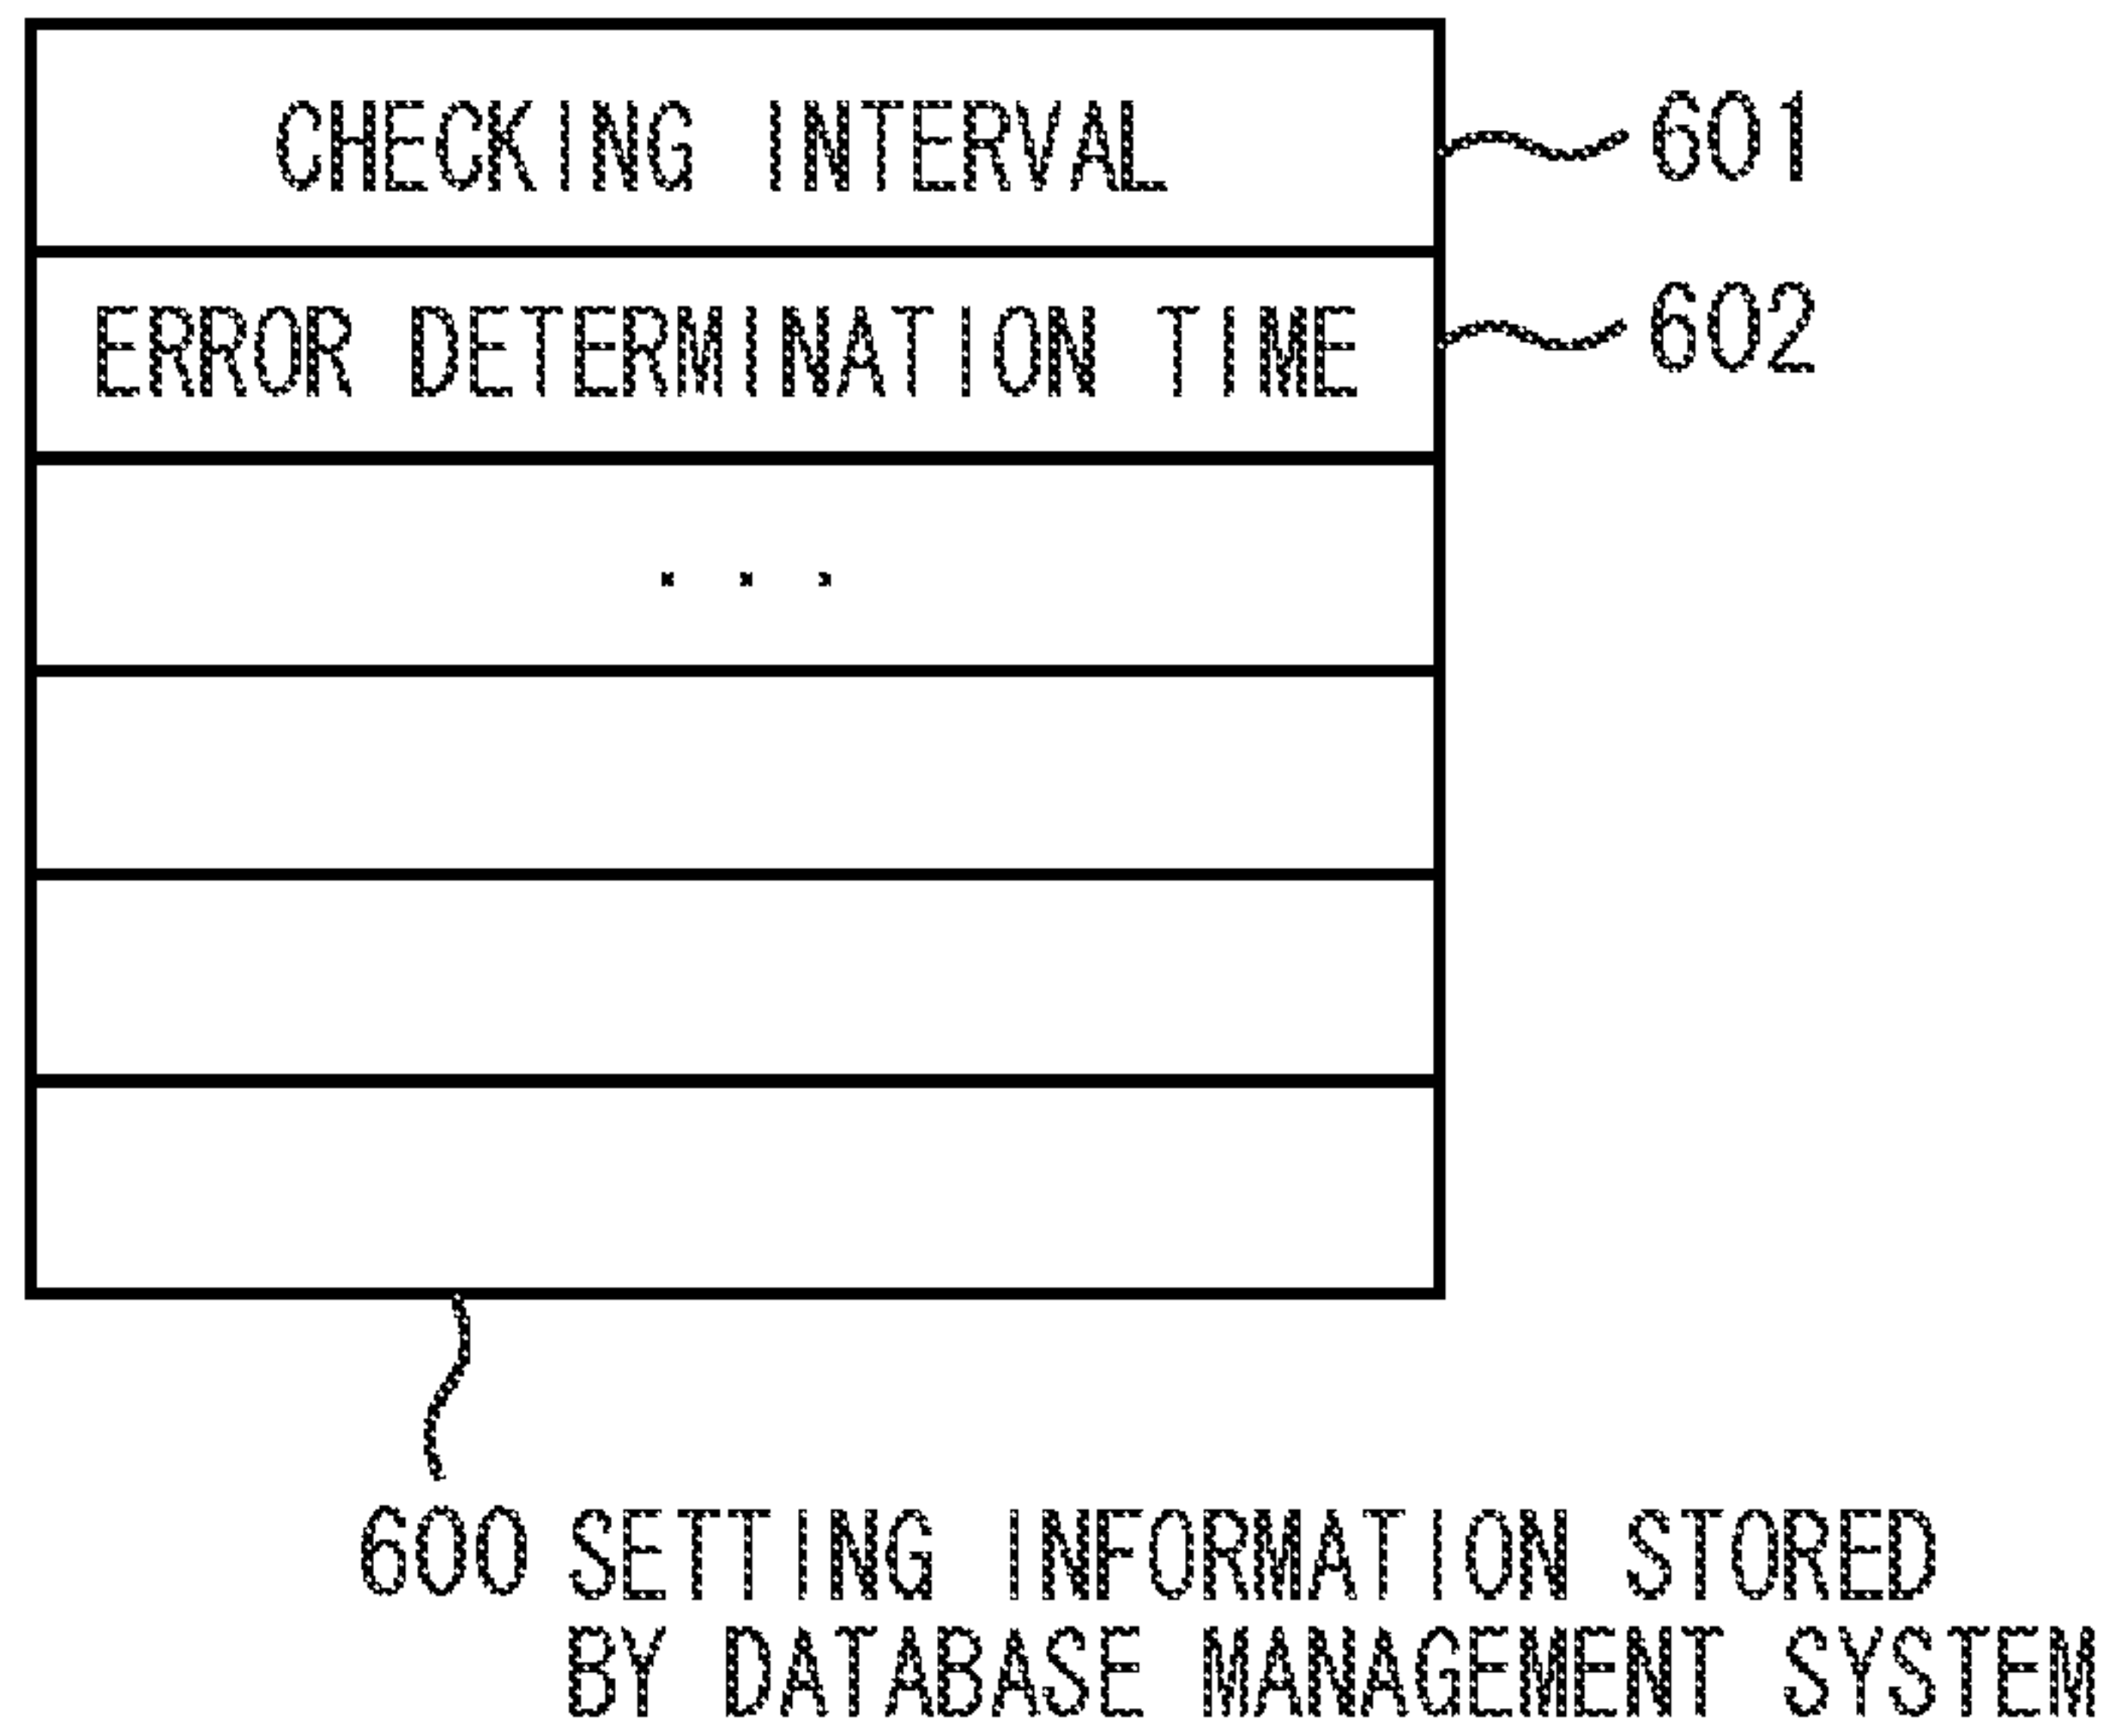 CHECKING INTERVAL 601
ERROR DETERMINATION TIME 602
...
600 SETTING INFORMATION STORED
BY DATABASE MANAGEMENT SYSTEM